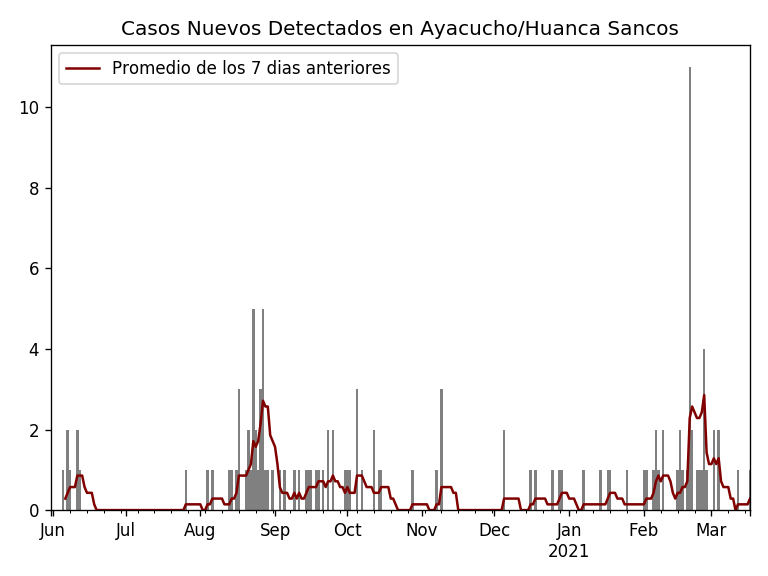 Casos Nuevos Detectados en Ayacucho/Huanca Sancos
Promedio de los 7 dias anteriores
10
8
6
4
2
0
Jun Jul Aug Sep Oct Nov Dec Jan Feb Mar
2021